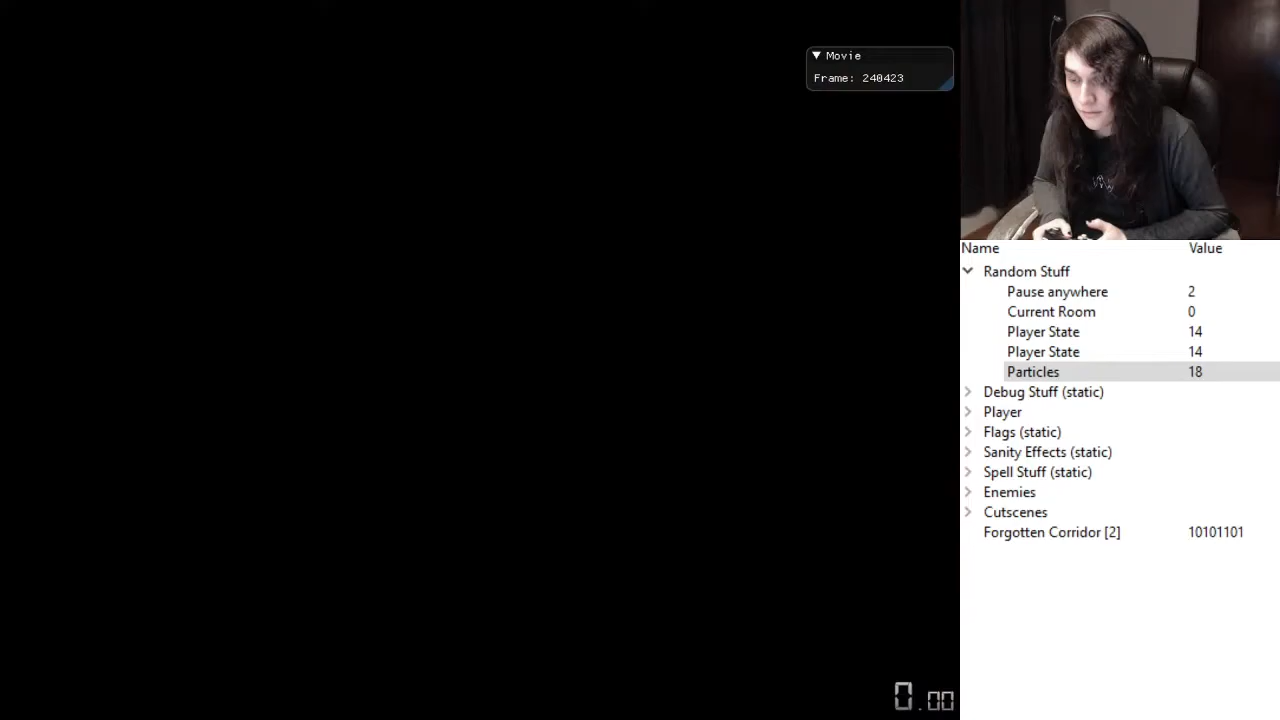 ▼ Movie
Frame: 240423
Name Value
Random Stuff
Pause anywhere 2
Current Room 0
Player State 14
Player State 14
Particles 18
Debug Stuff (static)
Player
Flags (static)
Sanity Effects (static)
Spell Stuff (static)
Enemies
Cutscenes
Forgotten Corridor [2] 10101101
0.00